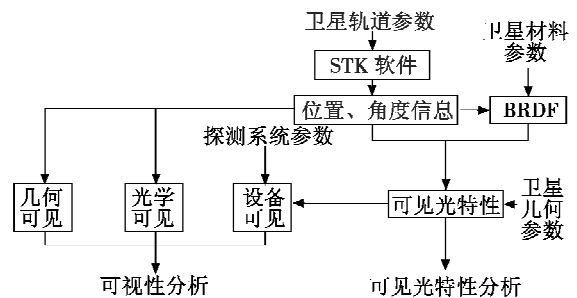 卫星轨道参数
卫星材料
参数
STK 软件
位置、角度信息
BRDF
探测系统参数
几何
可见
光学
可见
设备
可见
可见光特性
卫星
几何
参数
可视性分析
可见光特性分析